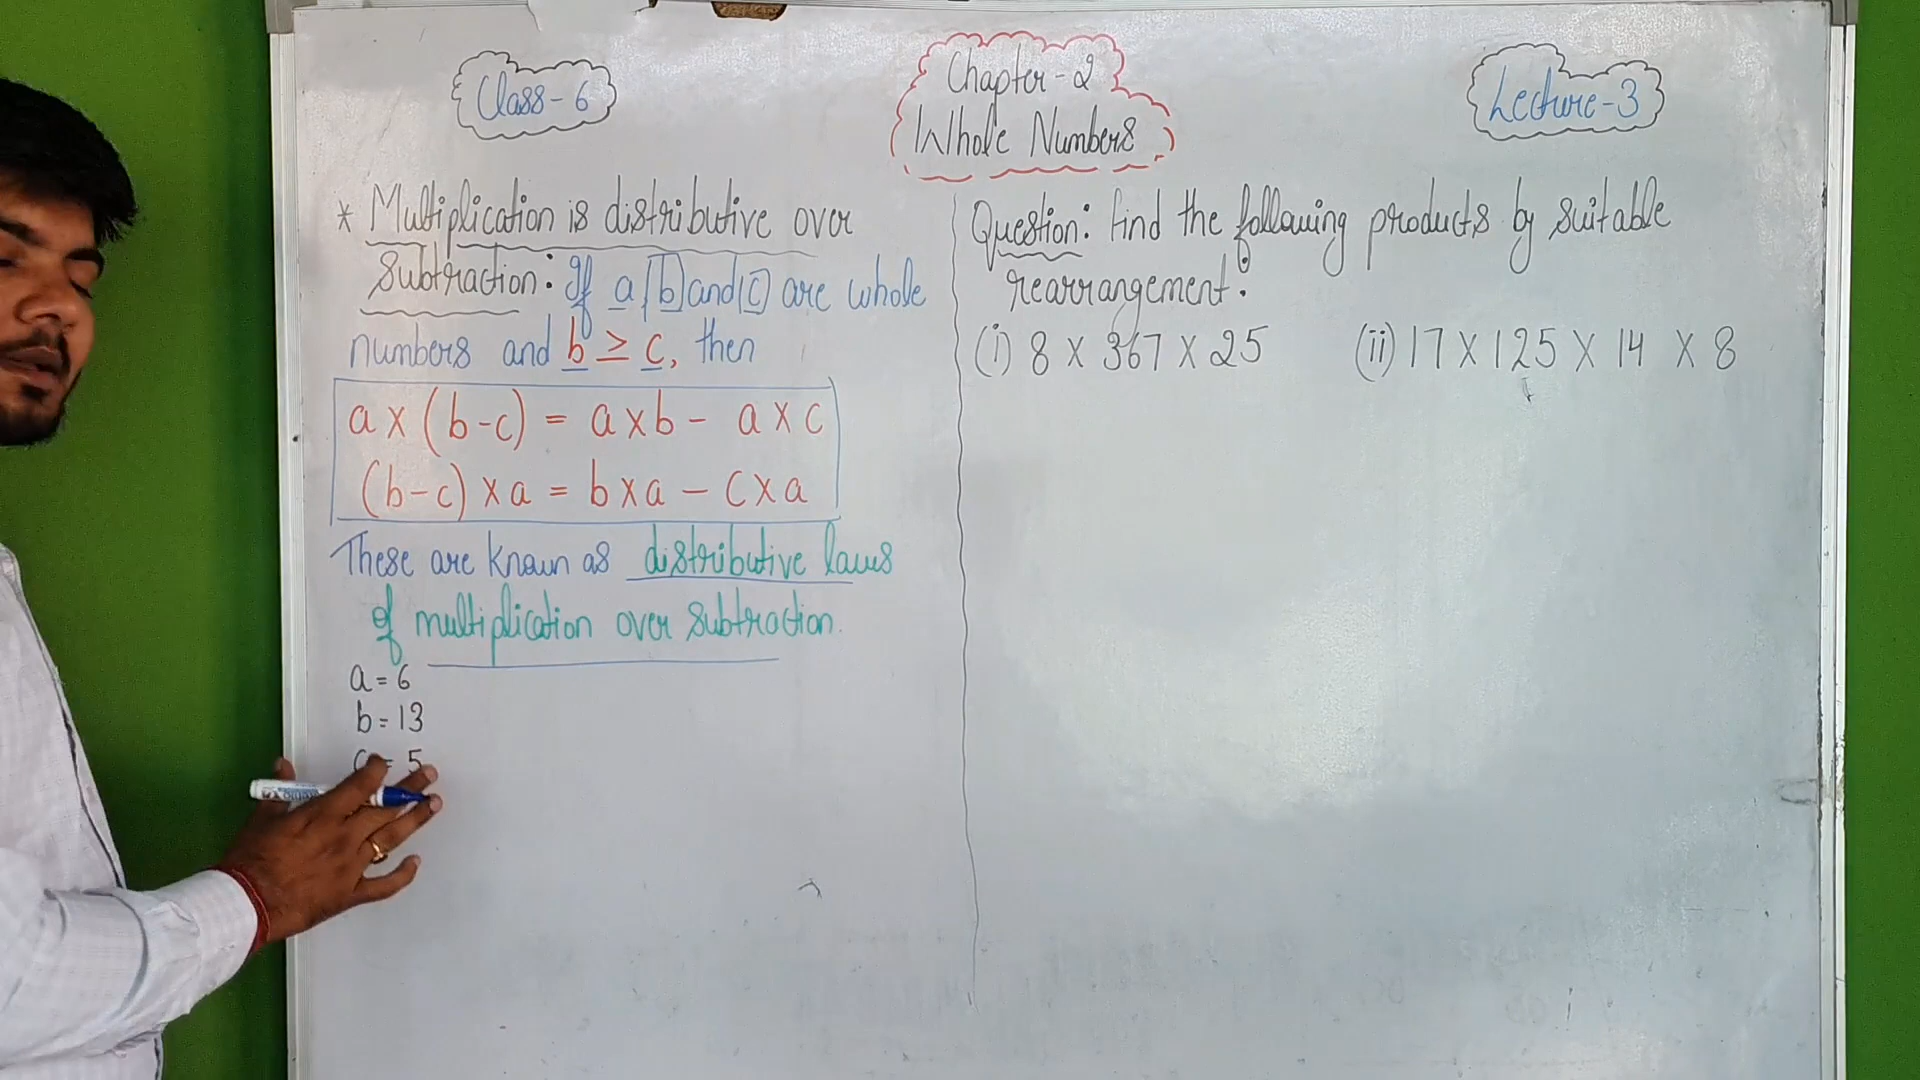 Class-6
Chapter-2
Whole Numbers
Lecture-3
* Multiplication is distributive over
Subtraction: If a, b and c are whole
numbers and b ≥ c, then
a × (b-c) = a×b - a×c
(b-c) × a = b×a - c×a
These are known as distributive laws
of multiplication over subtraction.
a = 6
b = 13
c = 5
Question: Find the following products by suitable
rearrangement:
(i) 8 × 367 × 25
(ii) 17 × 125 × 14 × 8